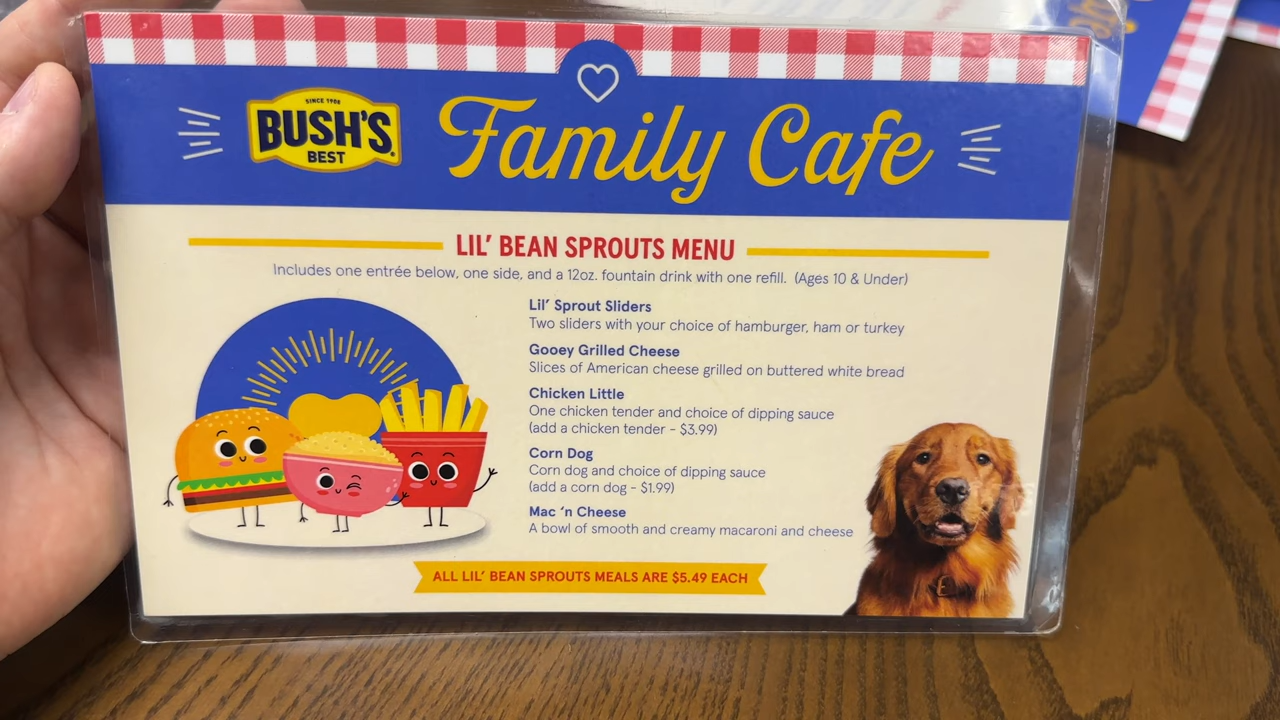 SINCE 1908
BUSH'S
BEST
Family Cafe
LIL' BEAN SPROUTS MENU
Includes one entrée below, one side, and a 12oz. fountain drink with one refill. (Ages 10 & Under)
Lil' Sprout Sliders
Two sliders with your choice of hamburger, ham or turkey
Gooey Grilled Cheese
Slices of American cheese grilled on buttered white bread
Chicken Little
One chicken tender and choice of dipping sauce
(add a chicken tender - $3.99)
Corn Dog
Corn dog and choice of dipping sauce
(add a corn dog - $1.99)
Mac 'n Cheese
A bowl of smooth and creamy macaroni and cheese
ALL LIL' BEAN SPROUTS MEALS ARE $5.49 EACH